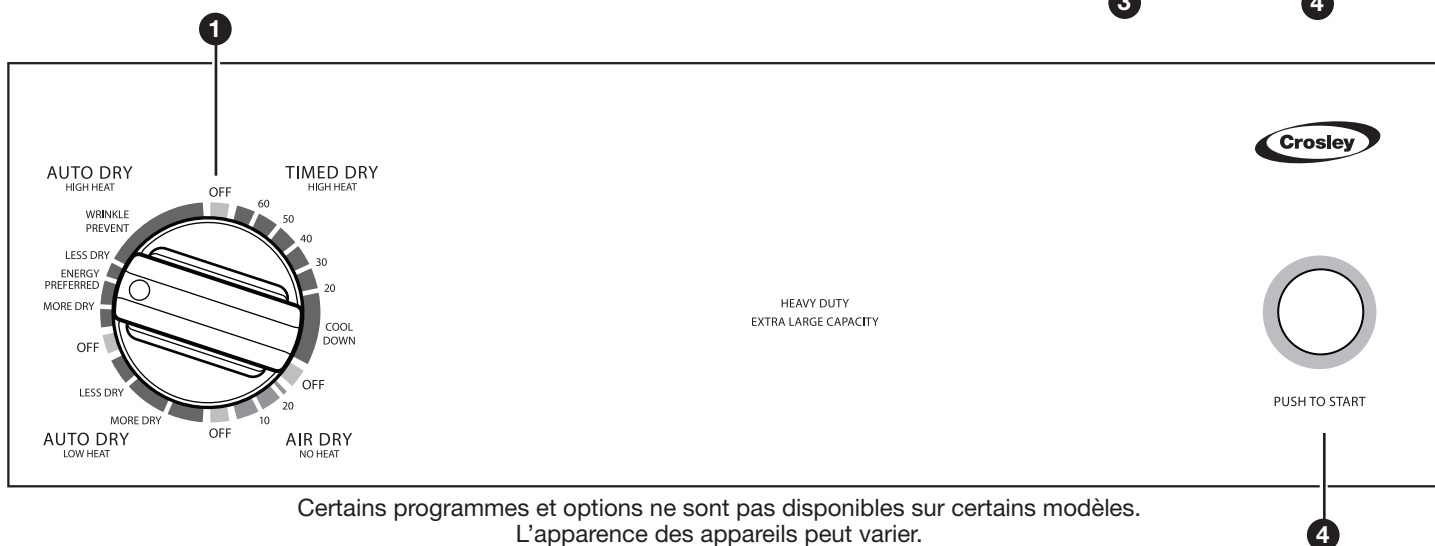 3 4
1
Crosley
AUTO DRY
HIGH HEAT
TIMED DRY
HIGH HEAT
OFF
60
50
40
30
20
COOL
DOWN
OFF
20
10
OFF
AIR DRY
NO HEAT
WRINKLE
PREVENT
LESS DRY
ENERGY
PREFERRED
MORE DRY
OFF
LESS DRY
MORE DRY
AUTO DRY
LOW HEAT
HEAVY DUTY
EXTRA LARGE CAPACITY
PUSH TO START
Certains programmes et options ne sont pas disponibles sur certains modèles.
L’apparence des appareils peut varier.
4